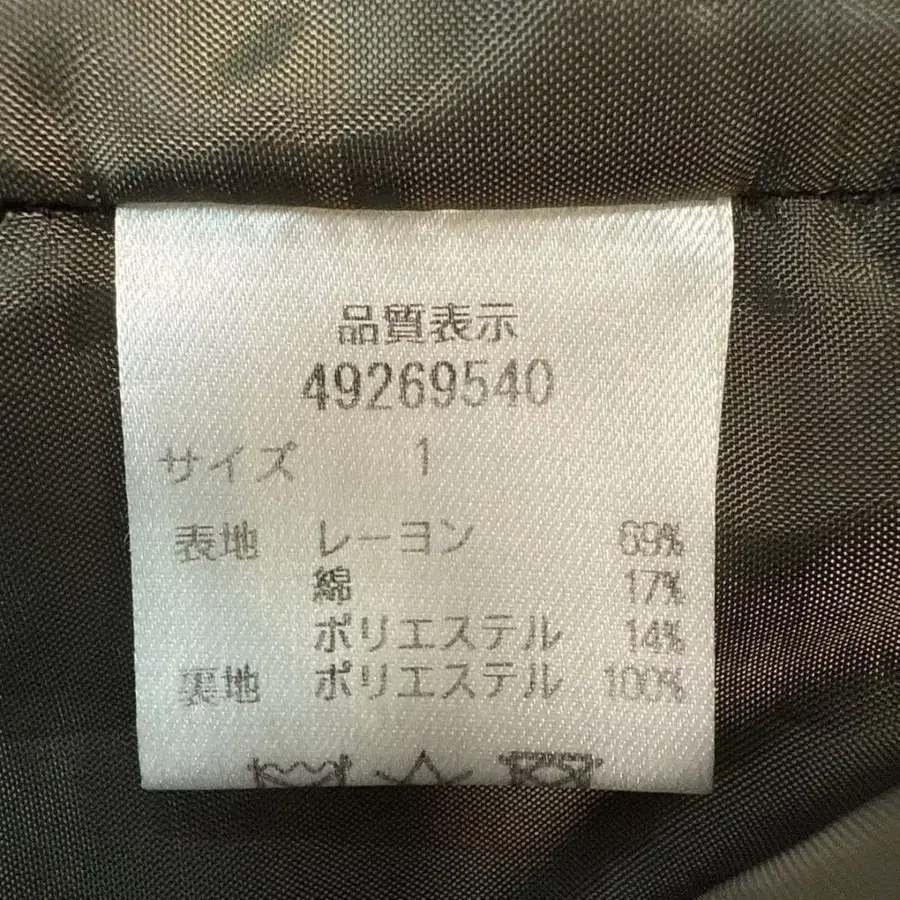 品質表示
49269540
サイズ 1
表地 レーヨン 69%
綿 17%
ポリエステル 14%
裏地 ポリエステル 100%